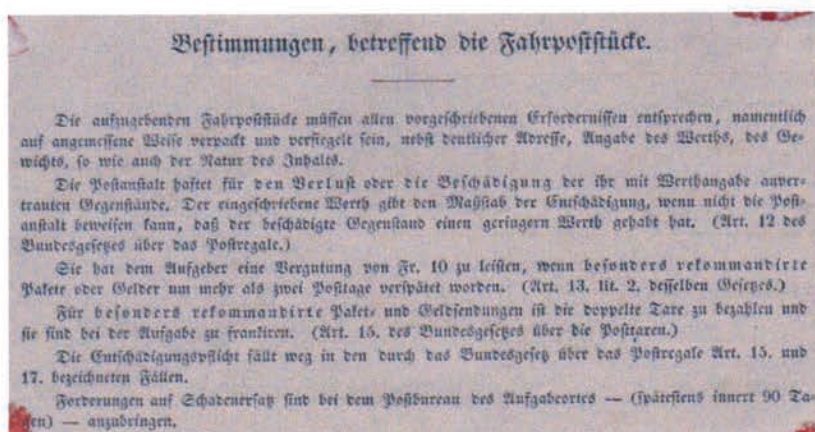 Bestimmungen, betreffend die Fahrpoststücke.
Die aufzugebenden Fahrpoststücke müssen allen vorgeschriebenen Erfordernissen entsprechen, namentlich
auf angemessene Weise verpackt und versiegelt sein, nebst deutlicher Adresse, Angabe des Werths, des Ge-
wichts, so wie auch der Natur des Inhalts.
Die Postanstalt haftet für den Verlust oder die Beschädigung der ihr mit Werthangabe anver-
trauten Gegenstände. Der eingeschriebene Werth gibt den Maßstab der Entschädigung, wenn nicht die Post-
anstalt beweisen kann, daß der beschädigte Gegenstand einen geringern Werth gehabt hat. (Art. 12 des
Bundesgesetzes über das Postregale.)
Sie hat dem Aufgeber eine Vergutung von Fr. 10 zu leisten, wenn besonders rekommandirte
Pakete oder Gelder um mehr als zwei Posttage verspätet worden. (Art. 13, lit. 2, desselben Gesetzes.)
Für besonders rekommandirte Paket- und Geldsendungen ist die doppelte Taxe zu bezahlen und
sie sind bei der Aufgabe zu frankiren. (Art. 15. des Bundesgesetzes über die Posttaxen.)
Die Entschädigungspflicht fällt weg in den durch das Bundesgesetz über das Postregale Art. 15. und
17. bezeichneten Fällen.
Forderungen auf Schadenersatz sind bei dem Postbureau des Aufgabeortes — (spätestens innert 90 Ta-
gen) — anzubringen.